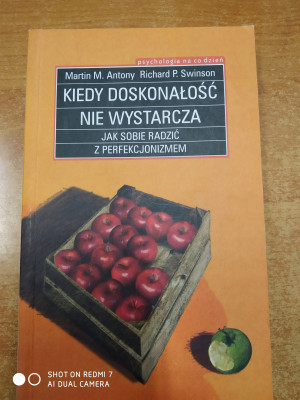 psychologia na co dzień
Martin M. Antony Richard P. Swinson
KIEDY DOSKONAŁOŚĆ
NIE WYSTARCZA
JAK SOBIE RADZIĆ
Z PERFEKCJONIZMEM
SHOT ON REDMI 7
AI DUAL CAMERA